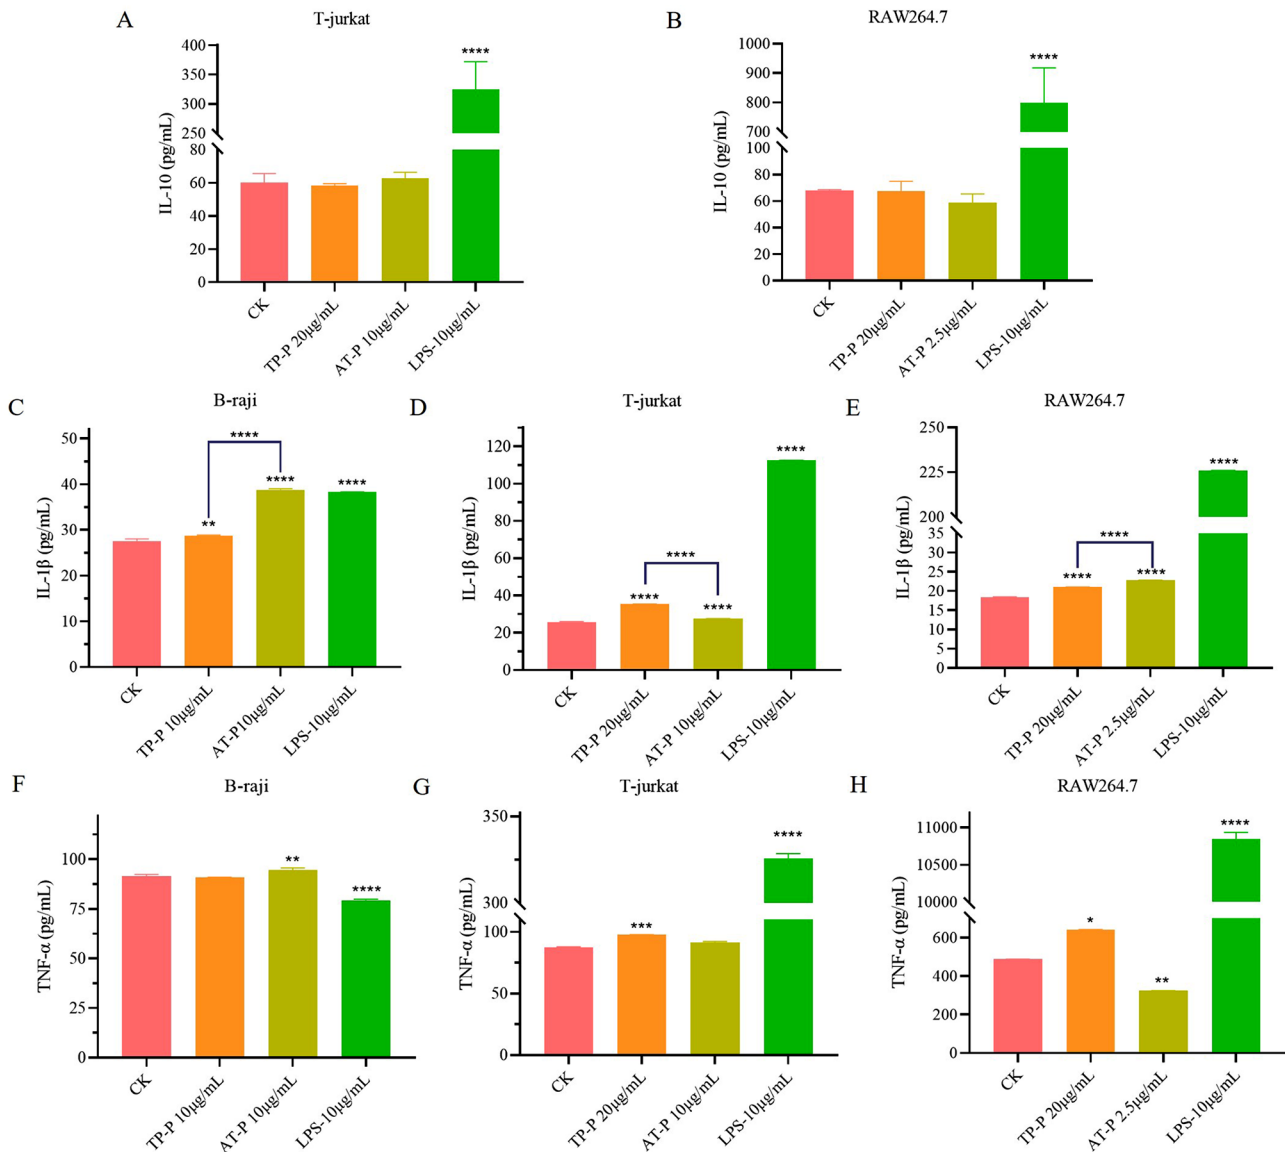 A
T-jurkat
IL-10 (pg/mL)
400
350
300
250
80
60
40
20
0
****
CK
TP-P 20μg/mL
AT-P 10μg/mL
LPS-10μg/mL
B
RAW264.7
IL-10 (pg/mL)
1000
900
800
700
100
80
60
40
20
0
****
CK
TP-P 20μg/mL
AT-P 2.5μg/mL
LPS-10μg/mL
C
B-raji
IL-1β (pg/mL)
50
40
30
20
10
0
****
**
****
****
CK
TP-P 10μg/mL
AT-P10μg/mL
LPS-10μg/mL
D
T-jurkat
IL-1β (pg/mL)
120
100
80
60
40
20
0
****
****
****
****
CK
TP-P 20μg/mL
AT-P 10μg/mL
LPS-10μg/mL
E
RAW264.7
IL-1β (pg/mL)
250
225
200
35
30
25
20
15
10
5
0
****
****
****
****
CK
TP-P 20μg/mL
AT-P 2.5μg/mL
LPS-10μg/mL
F
B-raji
TNF-α (pg/mL)
100
75
50
25
0
**
****
CK
TP-P 10μg/mL
AT-P 10μg/mL
LPS-10μg/mL
G
T-jurkat
TNF-α (pg/mL)
350
300
100
50
0
***
****
CK
TP-P 20μg/mL
AT-P 10μg/mL
LPS-10μg/mL
H
RAW264.7
TNF-α (pg/mL)
11000
10500
10000
600
400
200
0
*
**
****
CK
TP-P 20μg/mL
AT-P 2.5μg/mL
LPS-10μg/mL